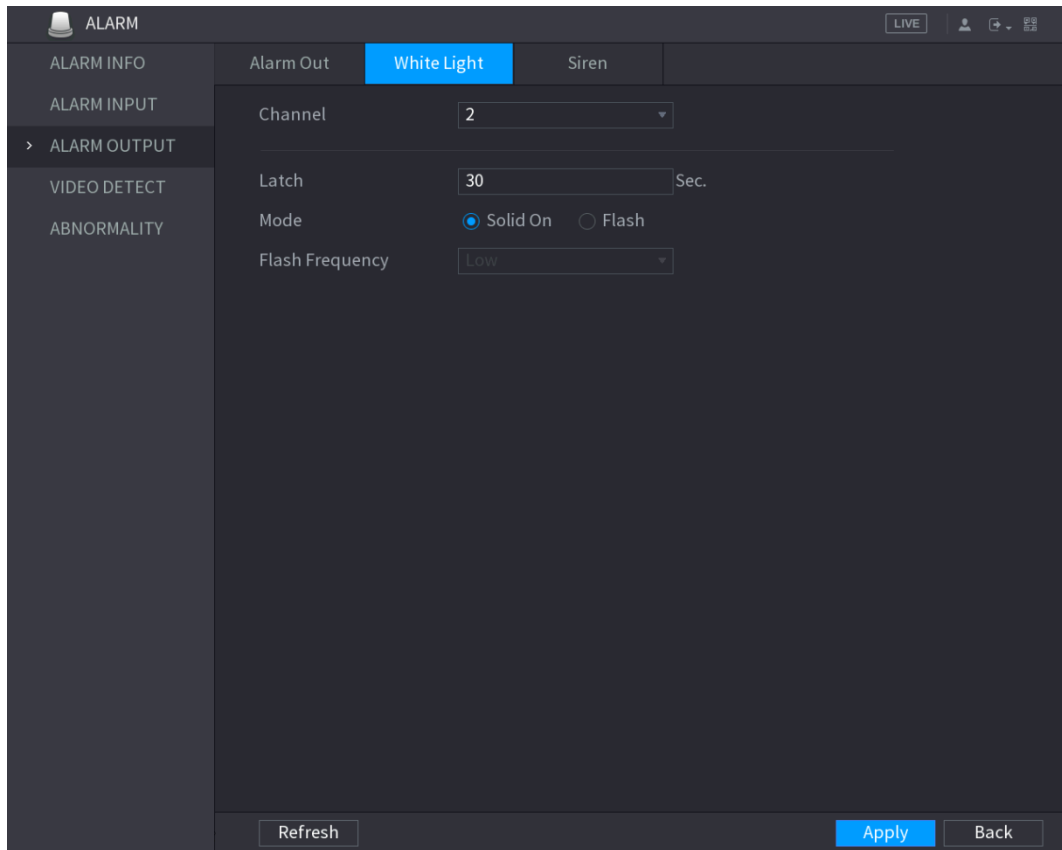 ALARM
LIVE
ALARM INFO
ALARM INPUT
> ALARM OUTPUT
VIDEO DETECT
ABNORMALITY
Alarm Out White Light Siren
Channel 2
Latch 30 Sec.
Mode Solid On Flash
Flash Frequency Low
Refresh Apply Back